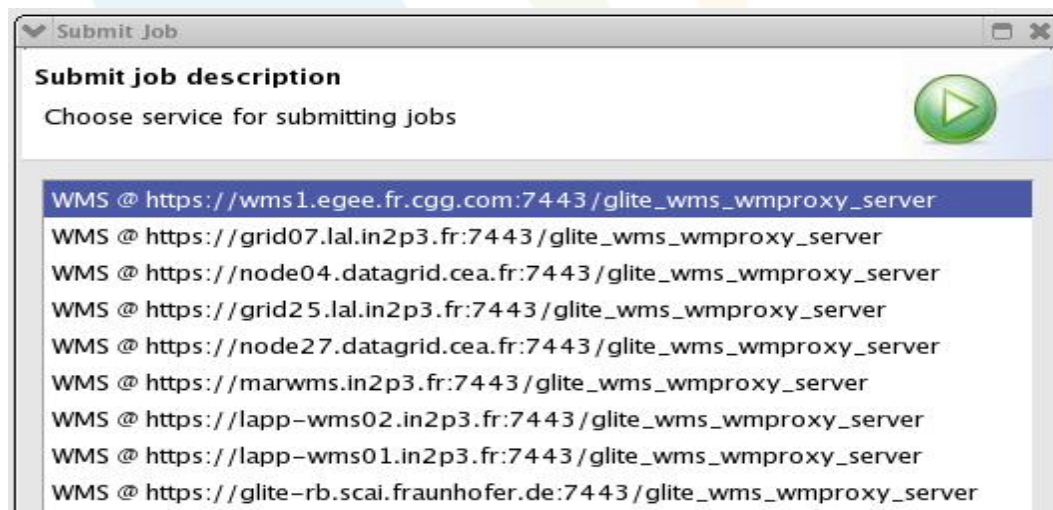 Submit Job
Submit job description
Choose service for submitting jobs
WMS @ https://wms1.egee.fr.cgg.com:7443/glite_wms_wmproxy_server
WMS @ https://grid07.lal.in2p3.fr:7443/glite_wms_wmproxy_server
WMS @ https://node04.datagrid.cea.fr:7443/glite_wms_wmproxy_server
WMS @ https://grid25.lal.in2p3.fr:7443/glite_wms_wmproxy_server
WMS @ https://node27.datagrid.cea.fr:7443/glite_wms_wmproxy_server
WMS @ https://marwms.in2p3.fr:7443/glite_wms_wmproxy_server
WMS @ https://lapp-wms02.in2p3.fr:7443/glite_wms_wmproxy_server
WMS @ https://lapp-wms01.in2p3.fr:7443/glite_wms_wmproxy_server
WMS @ https://glite-rb.scai.fraunhofer.de:7443/glite_wms_wmproxy_server